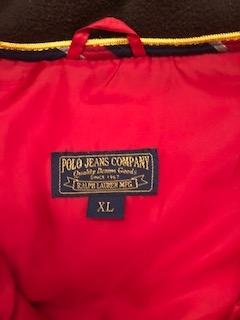 POLO JEANS COMPANY
Quality Denim Goods
SINCE 1967
RALPH LAUREN MFG.
XL